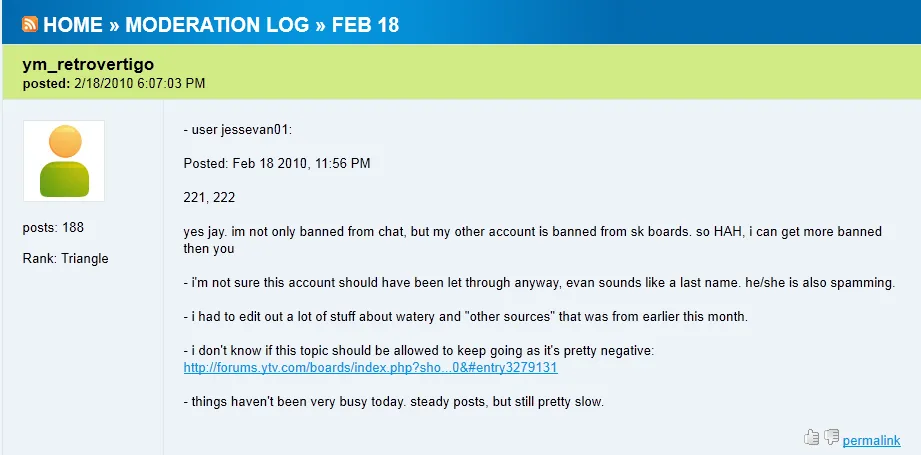 HOME » MODERATION LOG » FEB 18
ym_retrovertigo
posted: 2/18/2010 6:07:03 PM
posts: 188
Rank: Triangle
- user jessevan01:
Posted: Feb 18 2010, 11:56 PM
221, 222
yes jay. im not only banned from chat, but my other account is banned from sk boards. so HAH, i can get more banned
then you
- i'm not sure this account should have been let through anyway, evan sounds like a last name. he/she is also spamming.
- i had to edit out a lot of stuff about watery and "other sources" that was from earlier this month.
- i don't know if this topic should be allowed to keep going as it's pretty negative:
http://forums.ytv.com/boards/index.php?sho...0&#entry3279131
- things haven't been very busy today. steady posts, but still pretty slow.
permalink